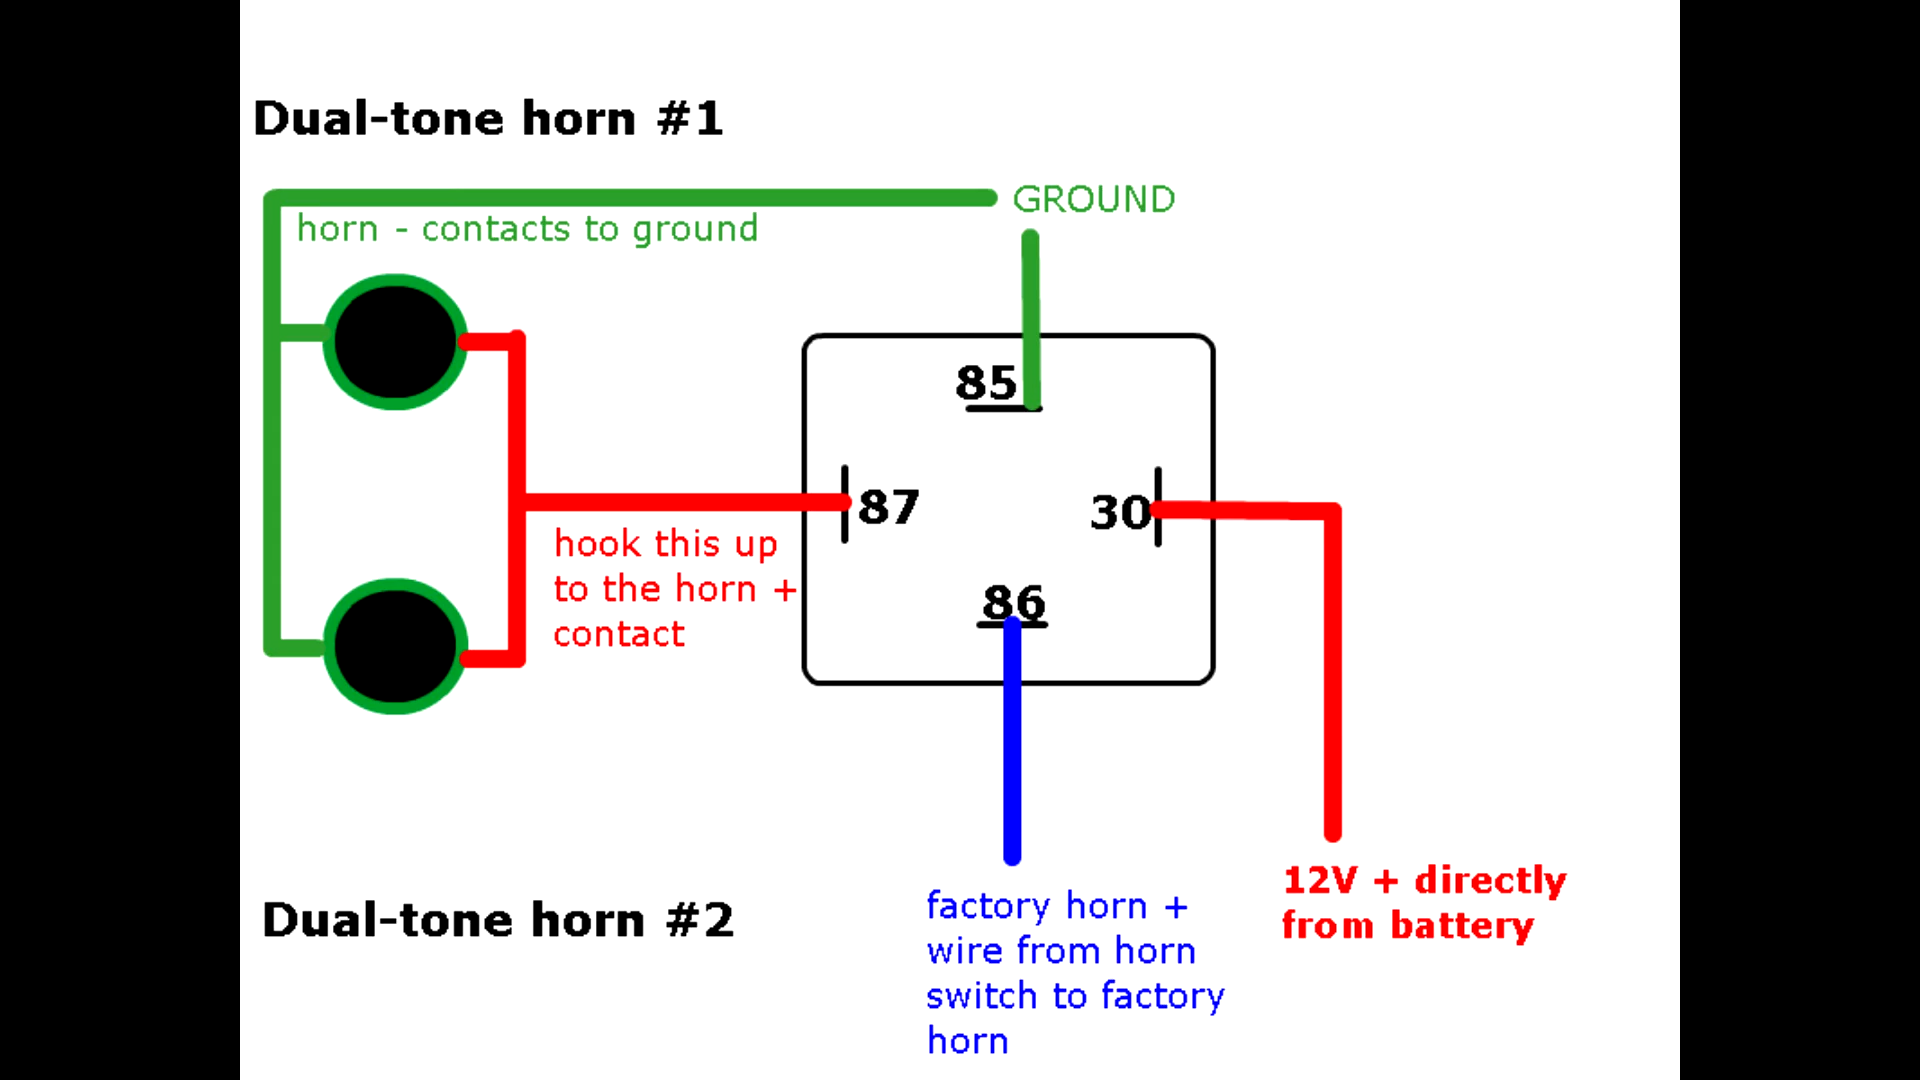 Dual-tone horn #1
GROUND
horn - contacts to ground
85
87
30
hook this up
to the horn +
contact
86
12V + directly
from battery
factory horn +
wire from horn
switch to factory
horn
Dual-tone horn #2